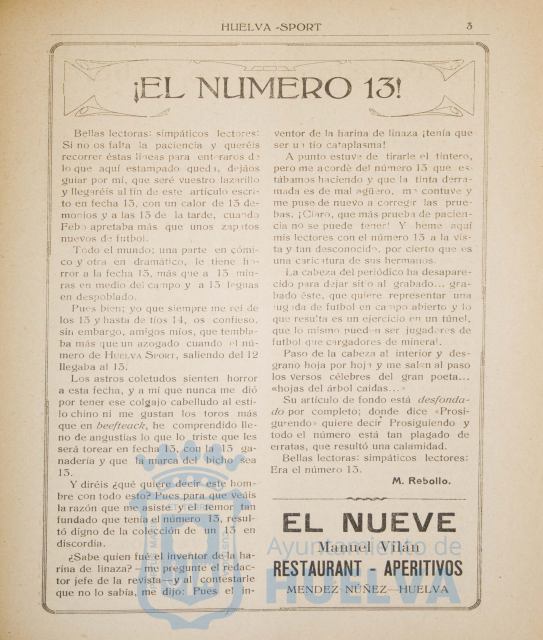 HUELVA - SPORT
3
¡EL NUMERO 13!
Bellas lectoras: simpáticos lectores:
Si no os falta la paciencia y queréis
recorrer éstas líneas para enteraros de
lo que aquí estampado queda, dejáos
guiar por mí, que seré vuestro lazarillo
y llegaréis al fin de este artículo escri-
to en fecha 13, con un calor de 13 de-
monios y a las 13 de la tarde, cuando
Febo apretaba más que unos zapatos
nuevos de futbol.
Todo el mundo; una parte en cómi-
co y otra en dramático, le tiene ho-
rror a la fecha 13, más que a 13 miu-
ras en medio del campo y a 13 leguas
en despoblado.
Pues bien; yo que siempre me reí de
los 13 y hasta de tíos 14, os confieso,
sin embargo, amigos míos, que tembla-
ba más que un azogado cuando el nú-
mero de HUELVA SPORT, saliendo del 12
llegaba al 13.
Los astros coletudos sienten horror
a esta fecha, y a mí que nunca me dió
por tener ese colgajo cabelludo al esti-
lo chino ni me gustan los toros más
que en beefteack, he comprendido lle-
no de angustias lo que lo triste que les
será torear en fecha 13, con la 13 ga-
nadería y que la marca del bicho sea
13.
Y diréis ¿qué quiere decir este hom-
bre con todo esto? Pues para que veáis
la razón que me asiste y el temor tan
fundado que tenía al número 13, resul-
tó digno de la colección de un 13 en
discordia.
¿Sabe quien fué el inventor de la ha-
rina de linaza? — me pregunte el redac-
tor jefe de la revista — y al contestarle
que no lo sabía, me dijo: Pues el in-
ventor de la harina de linaza ¡tenía que
ser un tío cataplasma!
A punto estuve de tirarle el tintero,
pero me acordé del número 13 que es-
tábamos haciendo y que la tinta derra-
mada es de mal agüero, me contuve y
me puse de nuevo a corregir las prue-
bas. ¡Claro, que más prueba de pacien-
cia no se puede tener! Y heme aquí
mis lectores con el número 13 a la vis-
ta y tan desconocido, por cierto que es
una caricatura de sus hermanos.
La cabeza del periódico ha desapare-
cido para dejar sitio al grabado... gra-
bado éste, que quiere representar una
jugada de futbol en campo abierto y lo
que resulta es un ejercicio en un túnel,
que lo mismo pueden ser jugadores de
futbol que cargadores de mineral.
Paso de la cabeza al interior y des-
grano hoja por hoja y me salen al paso
los versos célebres del gran poeta...
«hojas del árbol caídas...»
Su artículo de fondo está desfonda-
do por completo; donde dice «Prosi-
gurendo» quiere decir Prosiguiendo y
todo el número está tan plagado de
erratas, que resultó una calamidad.
Bellas lectoras: simpáticos lectores:
Era el número 13.
M. Rebollo.
EL NUEVE
Manuel Vilán
RESTAURANT - APERITIVOS
MENDEZ NÚÑEZ—HUELVA
Ayuntamiento de
HUELVA